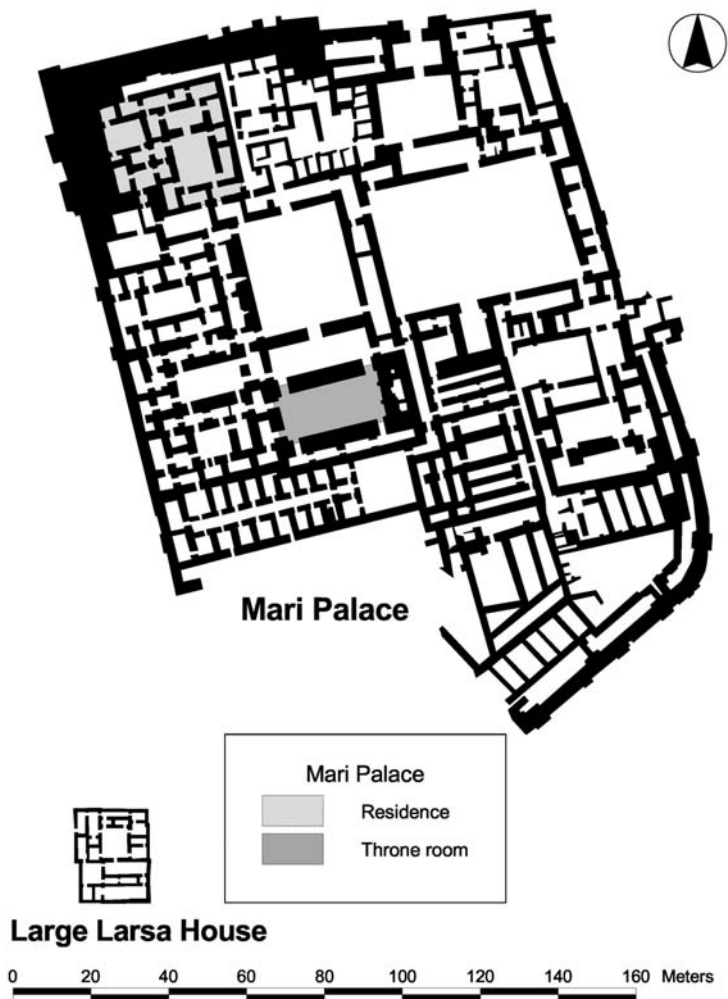 Mari Palace
Mari Palace
Residence
Throne room
Large Larsa House
0 20 40 60 80 100 120 140 160 Meters